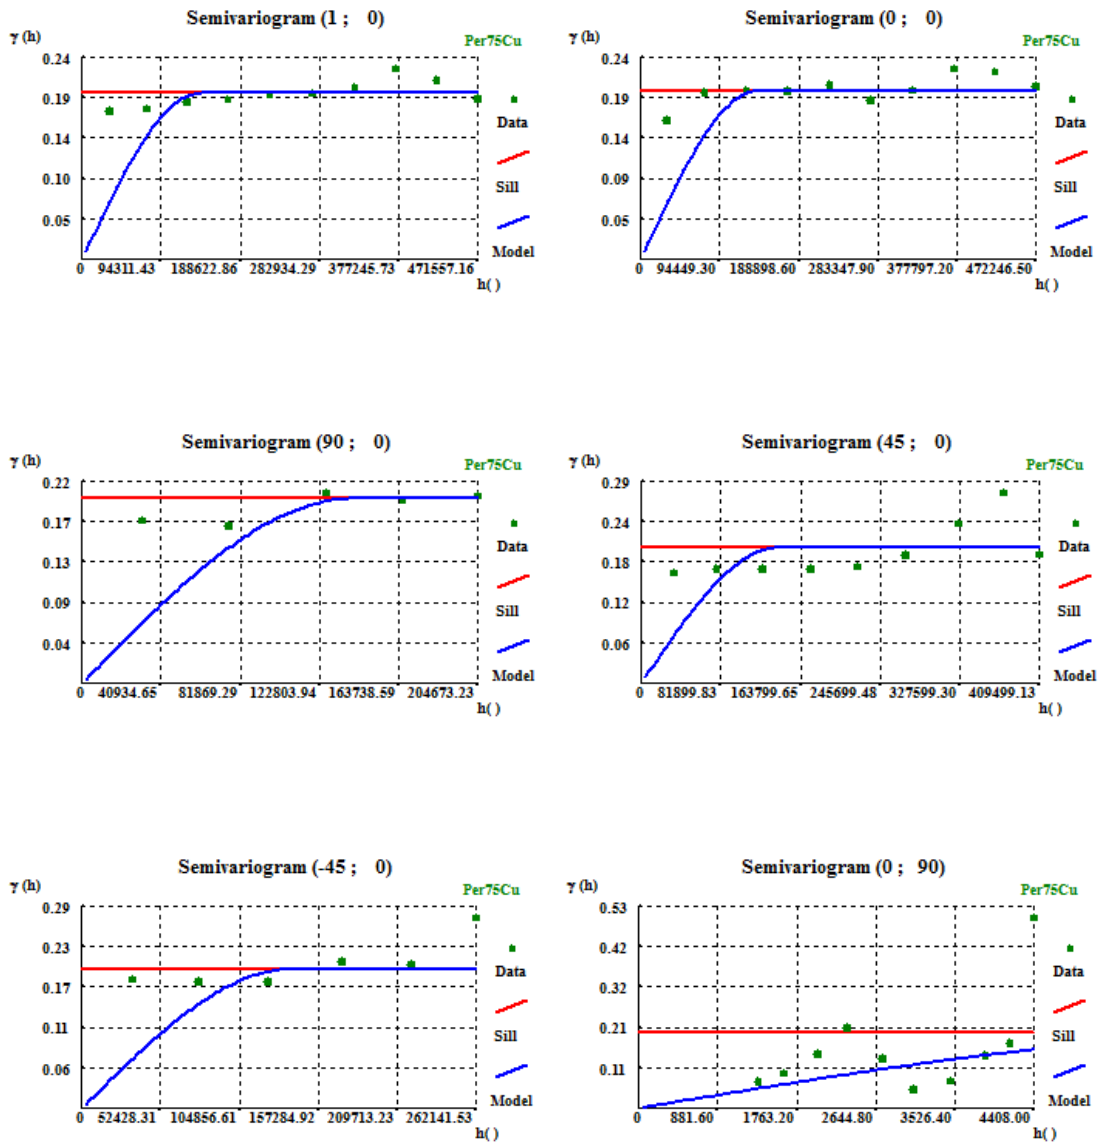 Semivariogram (1 ; 0)
γ (h)
Per75Cu
0.24
0.19
0.14
0.10
0.05
Data
Sill
Model
0 94311.43 188622.86 282934.29 377245.73 471557.16
h( )
Semivariogram (0 ; 0)
γ (h)
Per75Cu
0.24
0.19
0.14
0.10
0.05
Data
Sill
Model
0 94449.30 188898.60 283347.90 377797.20 472246.50
h( )
Semivariogram (90 ; 0)
γ (h)
Per75Cu
0.22
0.17
0.13
0.09
0.04
Data
Sill
Model
0 40934.65 81869.29 122803.94 163738.59 204673.23
h( )
Semivariogram (45 ; 0)
γ (h)
Per75Cu
0.29
0.24
0.18
0.12
0.06
Data
Sill
Model
0 81899.83 163799.65 245699.48 327599.30 409499.13
h( )
Semivariogram (-45 ; 0)
γ (h)
Per75Cu
0.29
0.23
0.17
0.11
0.06
Data
Sill
Model
0 52428.31 104856.61 157284.92 209713.23 262141.53
h( )
Semivariogram (0 ; 90)
γ (h)
Per75Cu
0.53
0.42
0.32
0.21
0.11
Data
Sill
Model
0 881.60 1763.20 2644.80 3526.40 4408.00
h( )